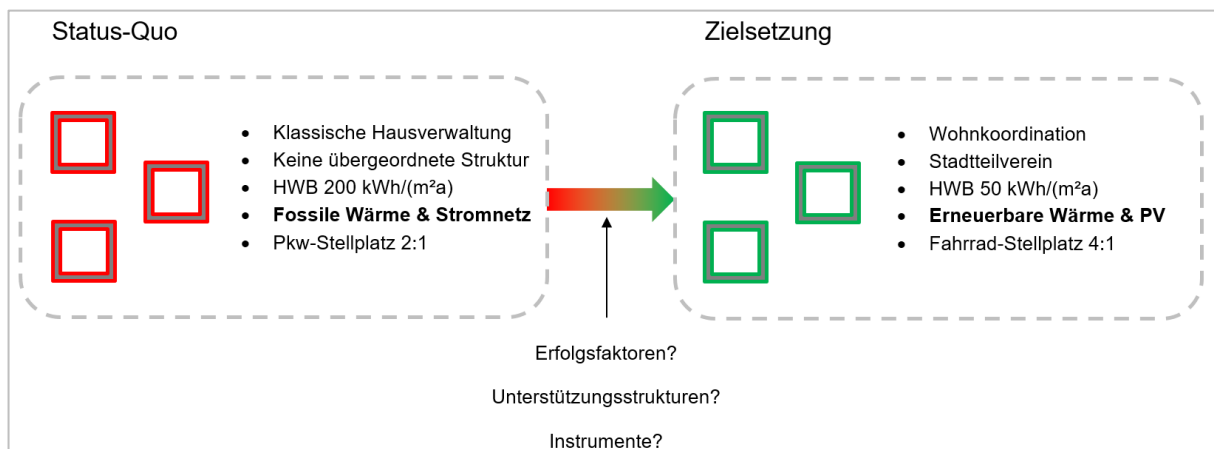 Status-Quo
Klassische Hausverwaltung
Keine übergeordnete Struktur
HWB 200 kWh/(m²a)
Fossile Wärme & Stromnetz
Pkw-Stellplatz 2:1
Zielsetzung
Wohnkoordination
Stadtteilverein
HWB 50 kWh/(m²a)
Erneuerbare Wärme & PV
Fahrrad-Stellplatz 4:1
Erfolgsfaktoren?
Unterstützungsstrukturen?
Instrumente?